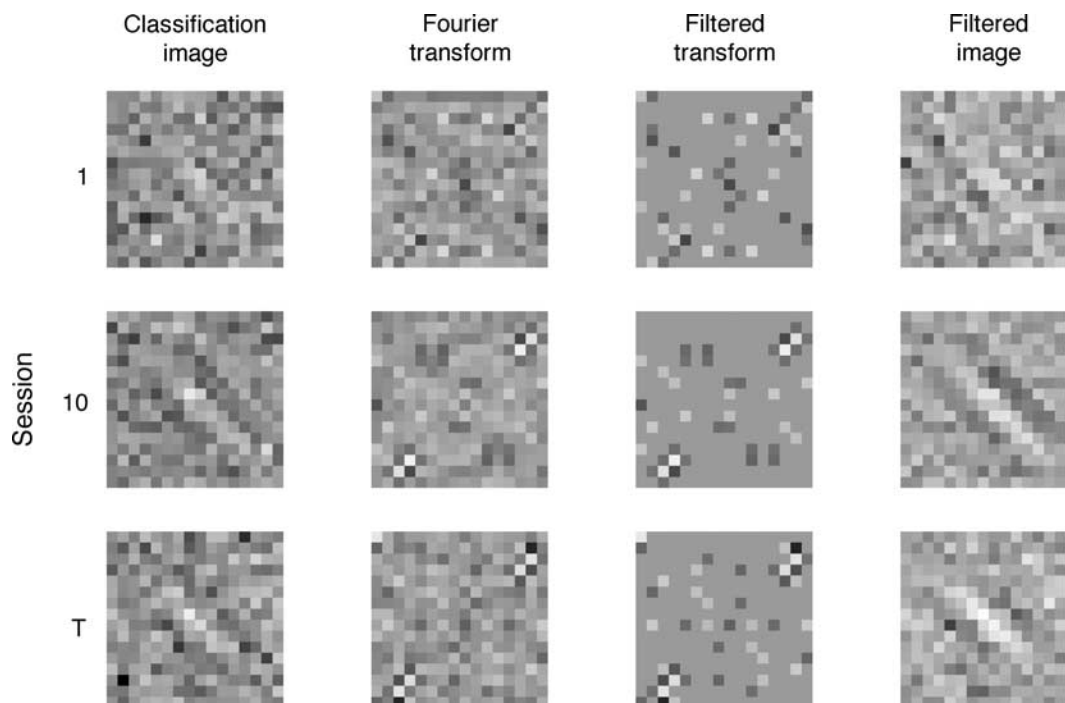 Classification
image
Fourier
transform
Filtered
transform
Filtered
image
Session
1
10
T